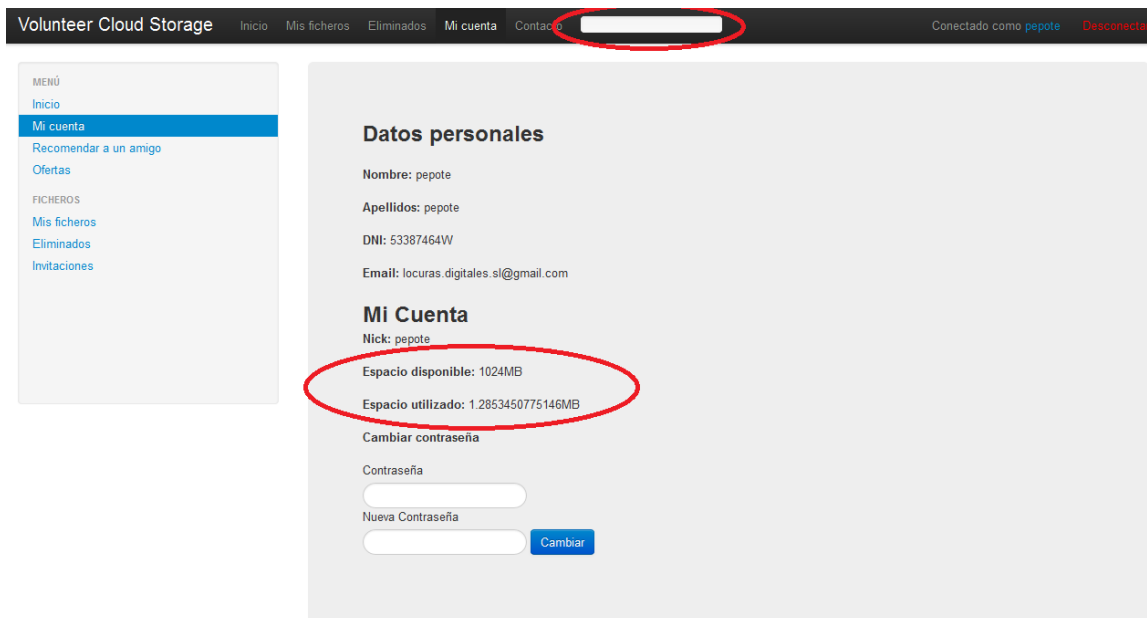 Volunteer Cloud Storage Inicio Mis ficheros Eliminados Mi cuenta Contacto Conectado como pepote Desconecta
MENÚ
Inicio
Mi cuenta
Recomendar a un amigo
Ofertas
FICHEROS
Mis ficheros
Eliminados
Invitaciones
Datos personales
Nombre: pepote
Apellidos: pepote
DNI: 53387464W
Email: locuras.digitales.sl@gmail.com
Mi Cuenta
Nick: pepote
Espacio disponible: 1024MB
Espacio utilizado: 1.2853450775146MB
Cambiar contraseña
Contraseña
Nueva Contraseña
Cambiar